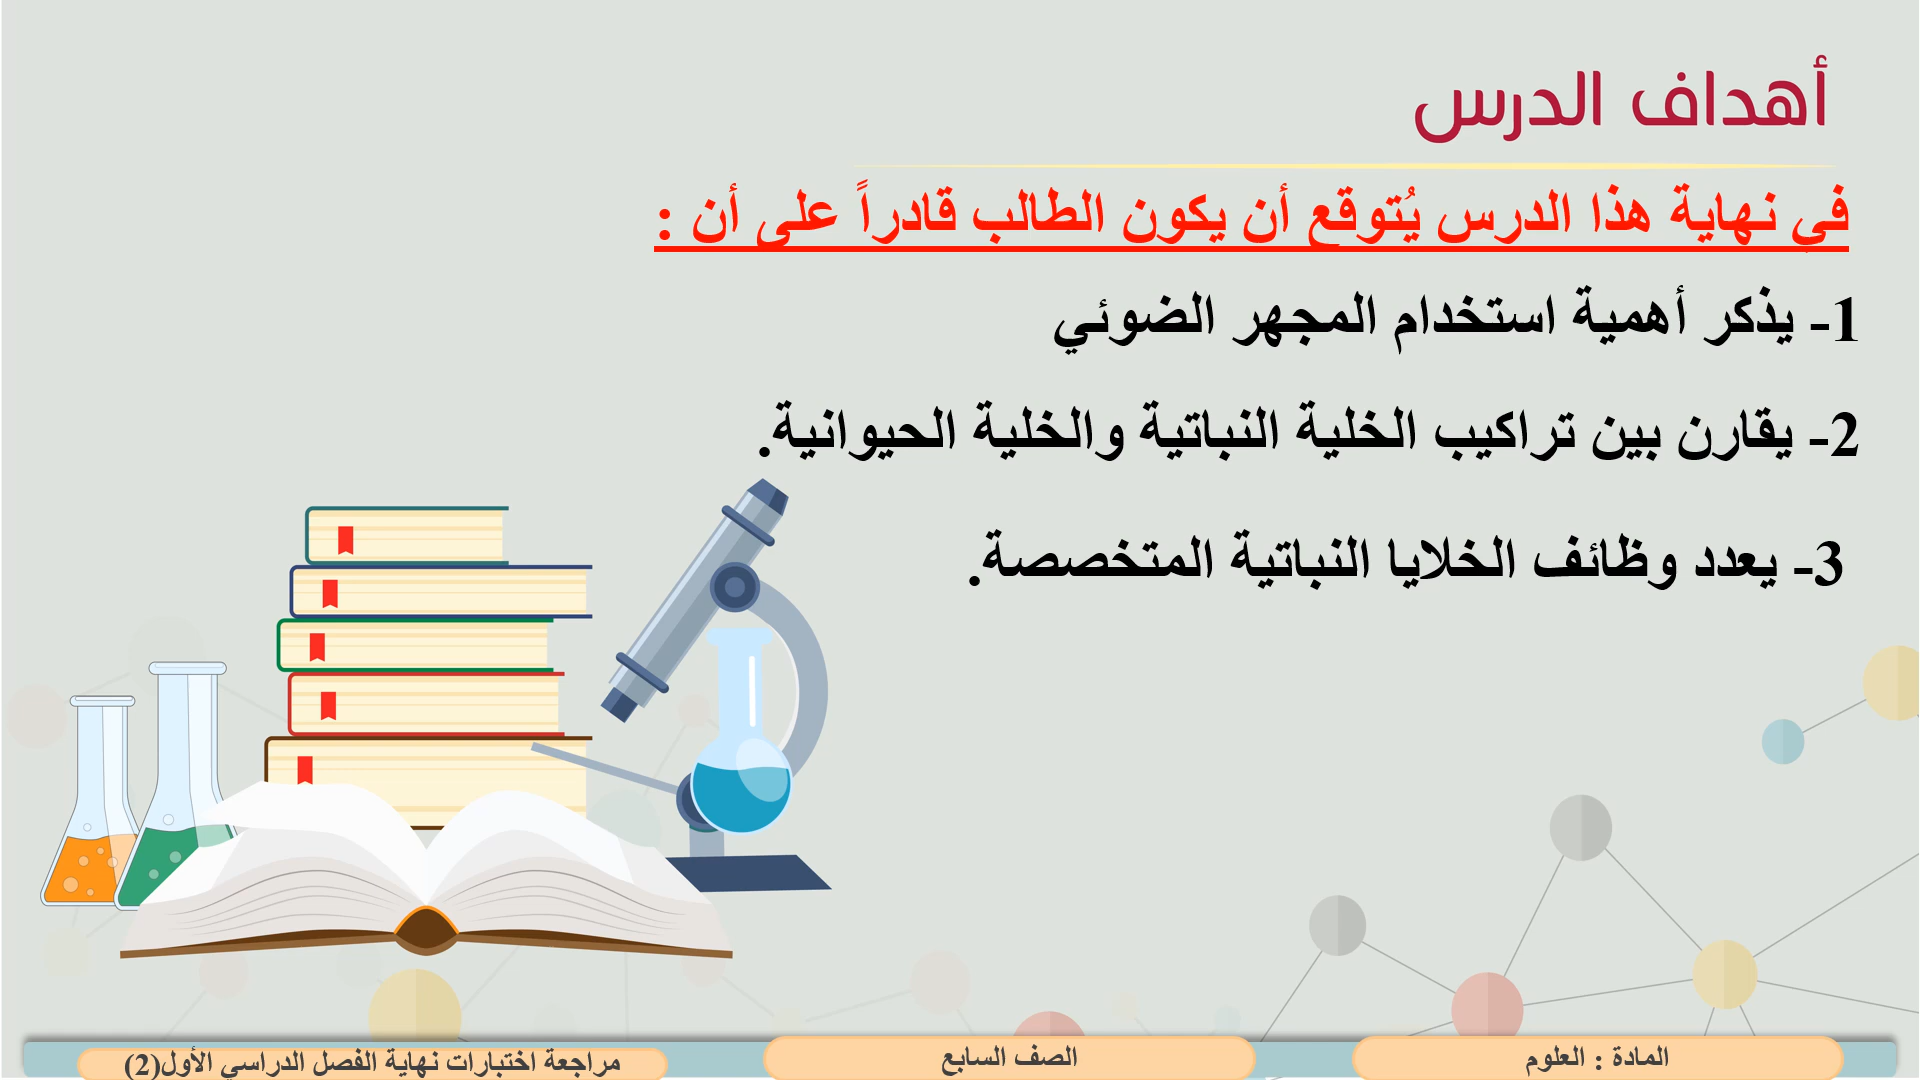 أهداف الدرس
في نهاية هذا الدرس يُتوقع أن يكون الطالب قادراً على أن :
1- يذكر أهمية استخدام المجهر الضوئي
2- يقارن بين تراكيب الخلية النباتية والخلية الحيوانية.
3- يعدد وظائف الخلايا النباتية المتخصصة.
المادة : العلوم
الصف السابع
مراجعة اختبارات نهاية الفصل الدراسي الأول(2)